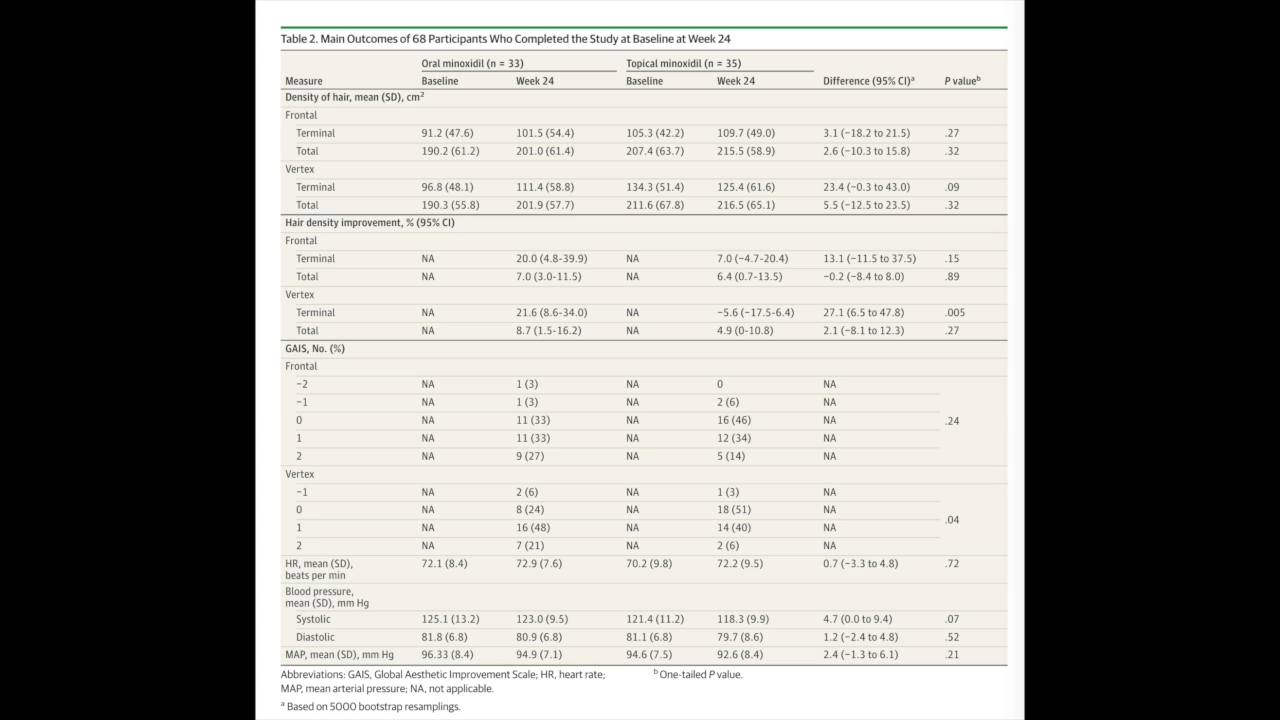 Table 2. Main Outcomes of 68 Participants Who Completed the Study at Baseline at Week 24
Oral minoxidil (n = 33) Topical minoxidil (n = 35)
Measure Baseline Week 24 Baseline Week 24 Difference (95% CI)ᵃ P valueᵇ
Density of hair, mean (SD), cm²
Frontal
Terminal 91.2 (47.6) 101.5 (54.4) 105.3 (42.2) 109.7 (49.0) 3.1 (−18.2 to 21.5) .27
Total 190.2 (61.2) 201.0 (61.4) 207.4 (63.7) 215.5 (58.9) 2.6 (−10.3 to 15.8) .32
Vertex
Terminal 96.8 (48.1) 111.4 (58.8) 134.3 (51.4) 125.4 (61.6) 23.4 (−0.3 to 43.0) .09
Total 190.3 (55.8) 201.9 (57.7) 211.6 (67.8) 216.5 (65.1) 5.5 (−12.5 to 23.5) .32
Hair density improvement, % (95% CI)
Frontal
Terminal NA 20.0 (4.8-39.9) NA 7.0 (−4.7-20.4) 13.1 (−11.5 to 37.5) .15
Total NA 7.0 (3.0-11.5) NA 6.4 (0.7-13.5) −0.2 (−8.4 to 8.0) .89
Vertex
Terminal NA 21.6 (8.6-34.0) NA −5.6 (−17.5-6.4) 27.1 (6.5 to 47.8) .005
Total NA 8.7 (1.5-16.2) NA 4.9 (0-10.8) 2.1 (−8.1 to 12.3) .27
GAIS, No. (%)
Frontal
−2 NA 1 (3) NA 0 NA
−1 NA 1 (3) NA 2 (6) NA
0 NA 11 (33) NA 16 (46) NA .24
1 NA 11 (33) NA 12 (34) NA
2 NA 9 (27) NA 5 (14) NA
Vertex
−1 NA 2 (6) NA 1 (3) NA
0 NA 8 (24) NA 18 (51) NA
.04
1 NA 16 (48) NA 14 (40) NA
2 NA 7 (21) NA 2 (6) NA
HR, mean (SD), 72.1 (8.4) 72.9 (7.6) 70.2 (9.8) 72.2 (9.5) 0.7 (−3.3 to 4.8) .72
beats per min
Blood pressure,
mean (SD), mm Hg
Systolic 125.1 (13.2) 123.0 (9.5) 121.4 (11.2) 118.3 (9.9) 4.7 (0.0 to 9.4) .07
Diastolic 81.8 (6.8) 80.9 (6.8) 81.1 (6.8) 79.7 (8.6) 1.2 (−2.4 to 4.8) .52
MAP, mean (SD), mm Hg 96.33 (8.4) 94.9 (7.1) 94.6 (7.5) 92.6 (8.4) 2.4 (−1.3 to 6.1) .21
Abbreviations: GAIS, Global Aesthetic Improvement Scale; HR, heart rate;
MAP, mean arterial pressure; NA, not applicable.
ᵃ Based on 5000 bootstrap resamplings.
ᵇ One-tailed P value.